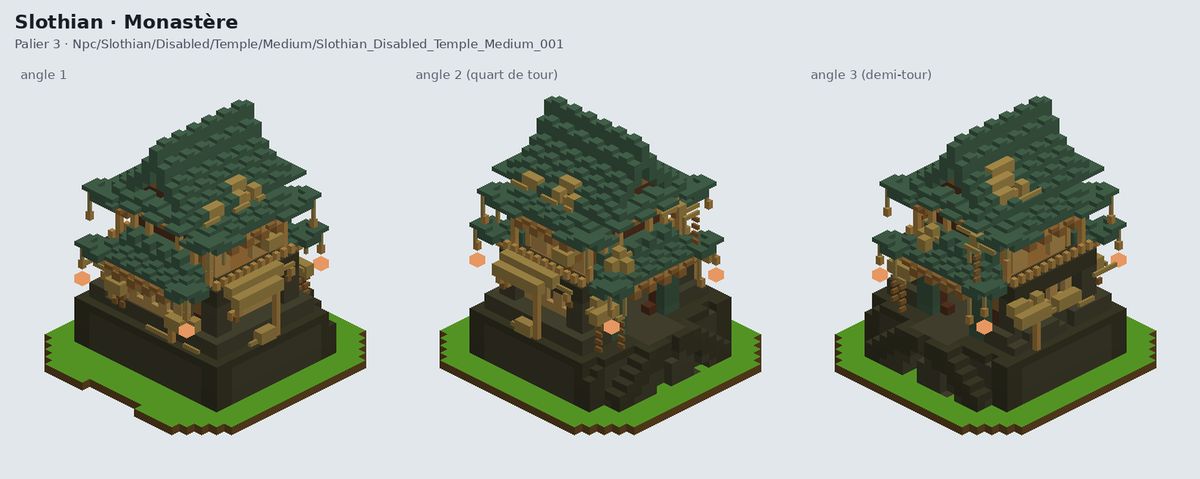 Slothian · Monastère
Palier 3 · Npc/Slothian/Disabled/Temple/Medium/Slothian_Disabled_Temple_Medium_001
angle 1
angle 2 (quart de tour)
angle 3 (demi-tour)